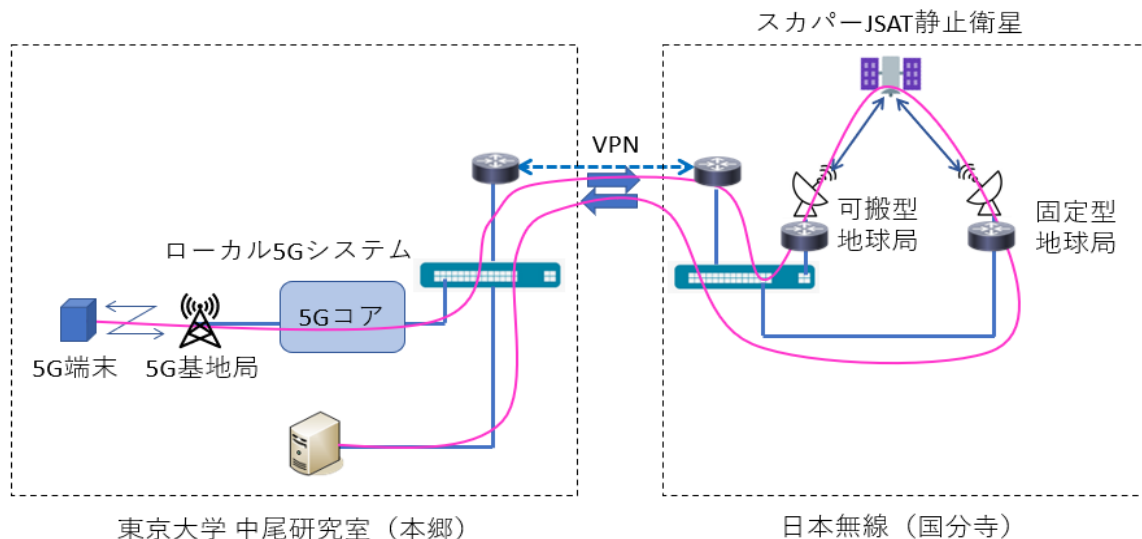 スカパーJSAT静止衛星
VPN
可搬型
地球局
固定型
地球局
ローカル5Gシステム
5Gコア
5G端末
5G基地局
東京大学 中尾研究室（本郷）
日本無線（国分寺）